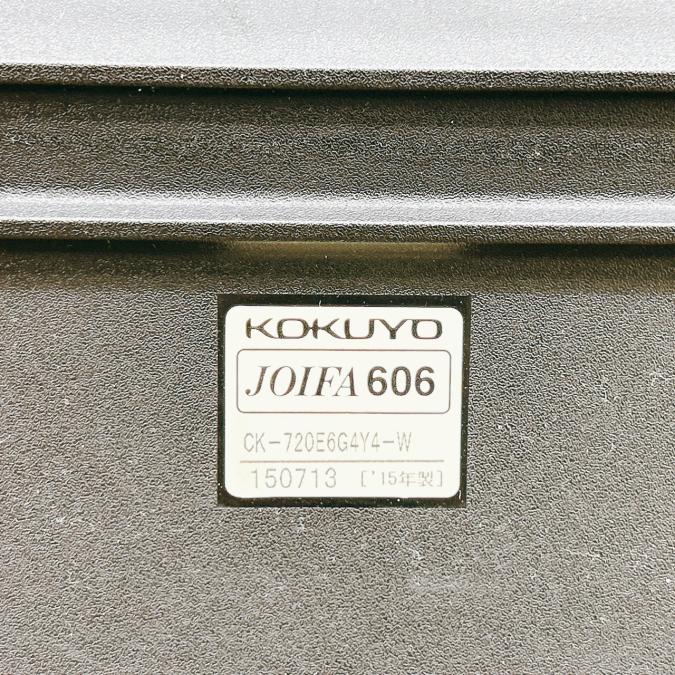 KOKUYO
JOIFA 606
CK-720E6G4Y4-W
150713 ['15年製]